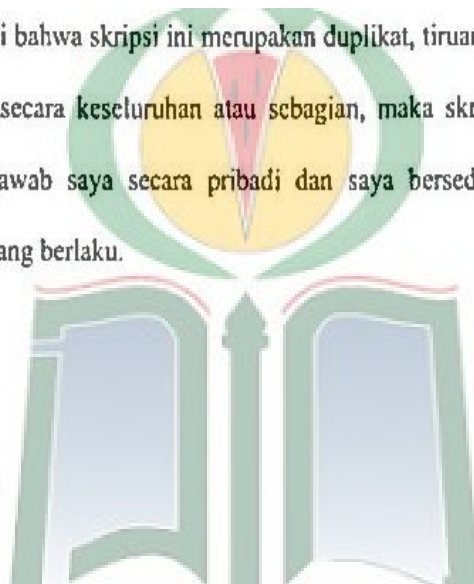 i bahwa skripsi ini merupakan duplikat, tiruan
secara keseluruhan atau sebagian, maka skr
awab saya secara pribadi dan saya bersed
ang berlaku.